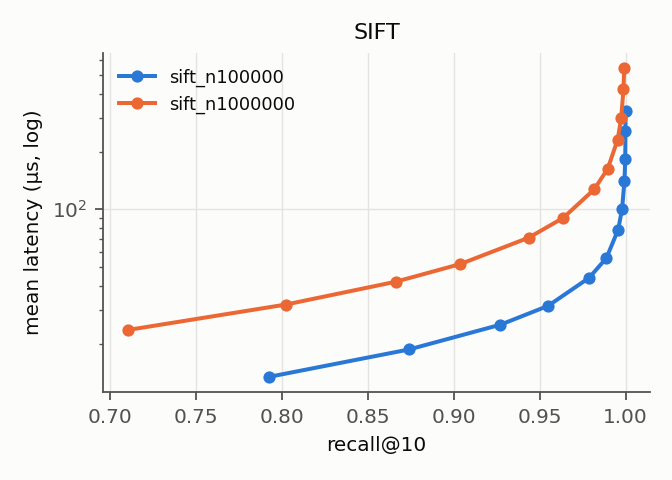 SIFT
sift_n100000
sift_n1000000
mean latency (µs, log)
10²
0.70 0.75 0.80 0.85 0.90 0.95 1.00
recall@10